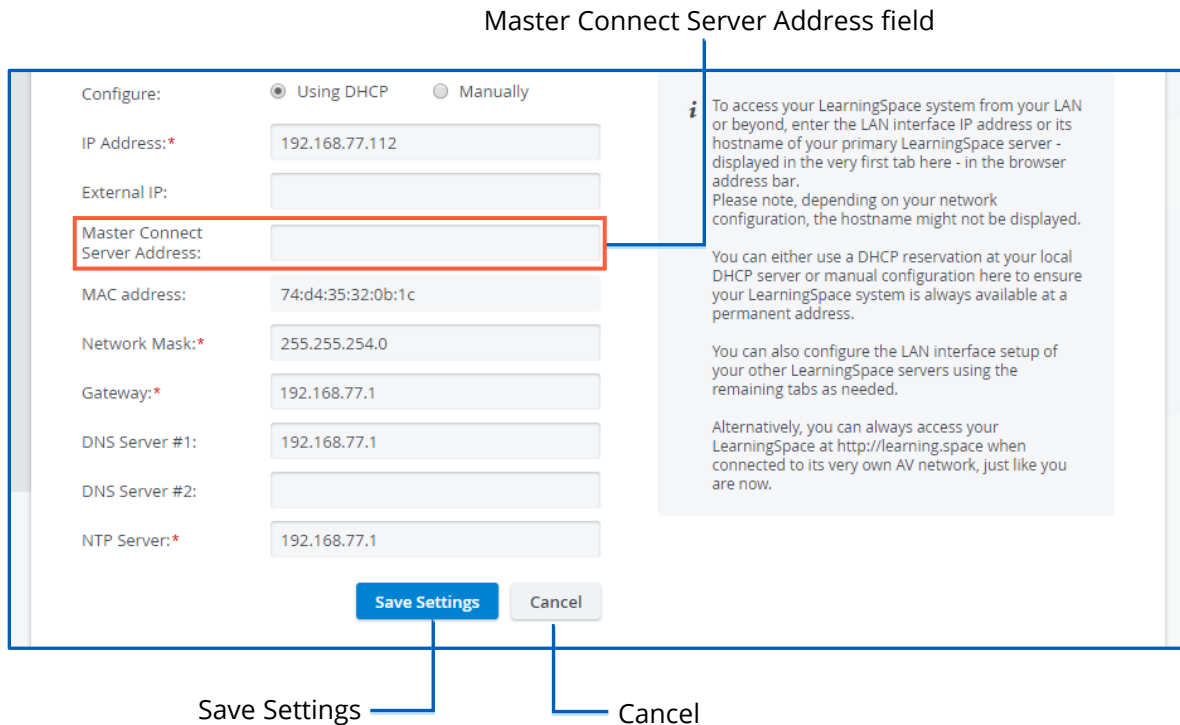 Master Connect Server Address field
Configure:
Using DHCP
Manually
IP Address:*
192.168.77.112
External IP:
Master Connect
Server Address:
MAC address:
74:d4:35:32:0b:1c
Network Mask:*
255.255.254.0
Gateway:*
192.168.77.1
DNS Server #1:
192.168.77.1
DNS Server #2:
NTP Server:*
192.168.77.1
Save Settings
Cancel
i
To access your LearningSpace system from your LAN
or beyond, enter the LAN interface IP address or its
hostname of your primary LearningSpace server -
displayed in the very first tab here - in the browser
address bar.
Please note, depending on your network
configuration, the hostname might not be displayed.
You can either use a DHCP reservation at your local
DHCP server or manual configuration here to ensure
your LearningSpace system is always available at a
permanent address.
You can also configure the LAN interface setup of
your other LearningSpace servers using the
remaining tabs as needed.
Alternatively, you can always access your
LearningSpace at http://learning.space when
connected to its very own AV network, just like you
are now.
Save Settings
Cancel